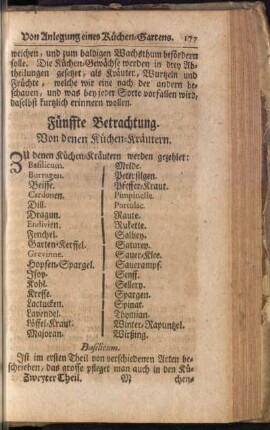 Von Anlegung eines Küchen-Gartens. 177
weichen, und zum baldigen Wachsthum befördern
solle. Die Küchen-Gewächse werden in drey Ab-
theilungen gesetzt, als Kräuter, Wurtzeln und
Früchte, welche wir eine nach der andern be-
schauen, und was bey jeder Sorte vorfallen wird,
daselbst kurtzlich erinnern wollen.
Fünffte Betrachtung.
Von denen Küchen-Kräutern.
ZU denen Küchen-Kräutern werden gezehlet:
Basilicum. Melde.
Borragen. Petersilgen.
Beisse. Pfeffer-Kraut.
Cardonen. Pimpinelle.
Dill. Portulac.
Dragun. Raute.
Endivien. Rukette.
Fenchel. Salbey.
Garten-Kerffel. Saturey.
Grevinne. Sauer-Klee.
Hopfen-Spargel. Sauerampf.
Isop. Senff.
Kohl. Sellery.
Kresse. Spargen.
Lactucken. Spinat.
Lavendel. Thymian.
Löffel-Kraut. Winter-Rapuntzel.
Majoran. Wirßing.
Basilicum.
Ist im ersten Theil von verschiedenen Arten be-
schrieben, das grosse pfleget man auch in den Kü-
Zweyter Theil. M chen-